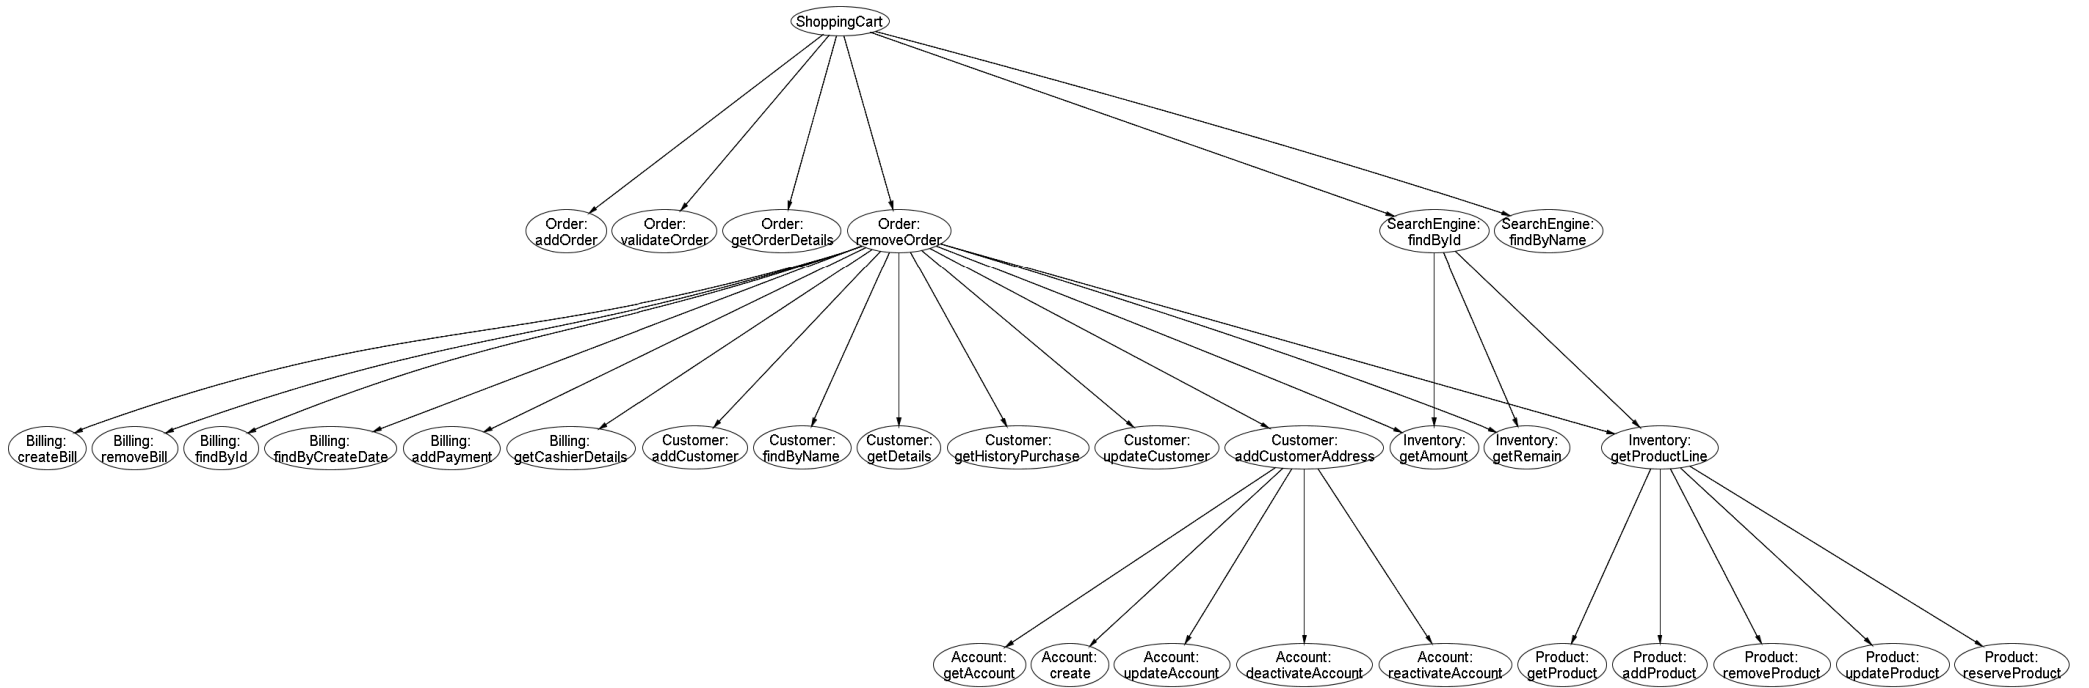 ShoppingCart
Order:
addOrder
Order:
validateOrder
Order:
getOrderDetails
Order:
removeOrder
SearchEngine:
findById
SearchEngine:
findByName
Billing:
createBill
Billing:
removeBill
Billing:
findById
Billing:
findByCreateDate
Billing:
addPayment
Billing:
getCashierDetails
Customer:
addCustomer
Customer:
findByName
Customer:
getDetails
Customer:
getHistoryPurchase
Customer:
updateCustomer
Customer:
addCustomerAddress
Inventory:
getAmount
Inventory:
getRemain
Inventory:
getProductLine
Account:
getAccount
Account:
create
Account:
updateAccount
Account:
deactivateAccount
Account:
reactivateAccount
Product:
getProduct
Product:
addProduct
Product:
removeProduct
Product:
updateProduct
Product:
reserveProduct